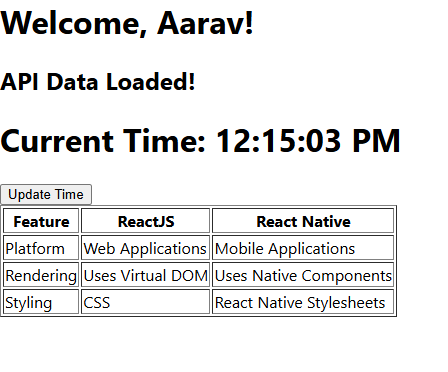 Welcome, Aarav!
API Data Loaded!
Current Time: 12:15:03 PM
Update Time
Feature ReactJS React Native
Platform Web Applications Mobile Applications
Rendering Uses Virtual DOM Uses Native Components
Styling CSS React Native Stylesheets